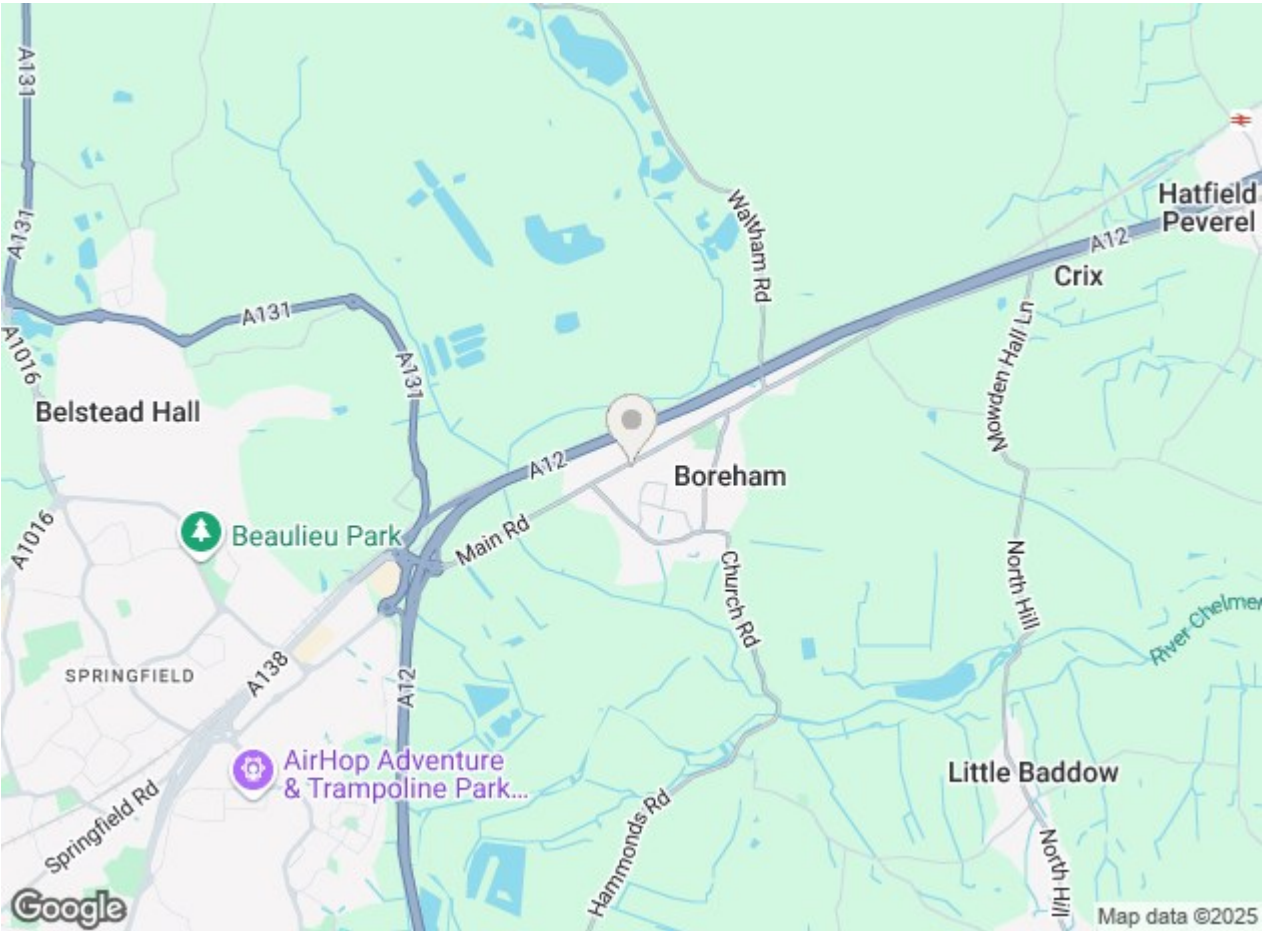 A131
A131
A131
A131
A1016
A1016
Belstead Hall
Beaulieu Park
SPRINGFIELD
A138
Springfield Rd
AirHop Adventure
& Trampoline Park...
A12
A12
A12
Main Rd
Waltham Rd
Boreham
Church Rd
Hammonds Rd
Hatfield
Peverel
Crix
Mowden Hall Ln
North Hill
River Chelmer
Little Baddow
North Hill
Google
Map data ©2025